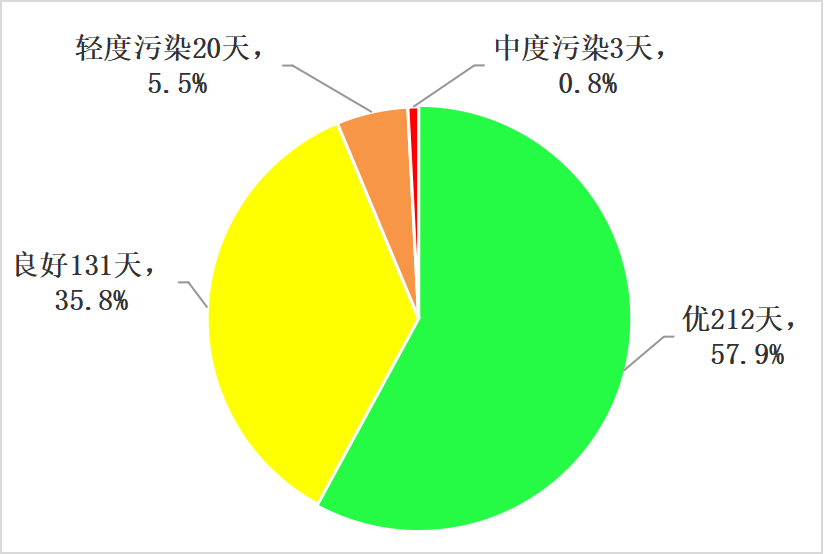 轻度污染20天，
5.5%
中度污染3天，
0.8%
良好131天，
35.8%
优212天，
57.9%